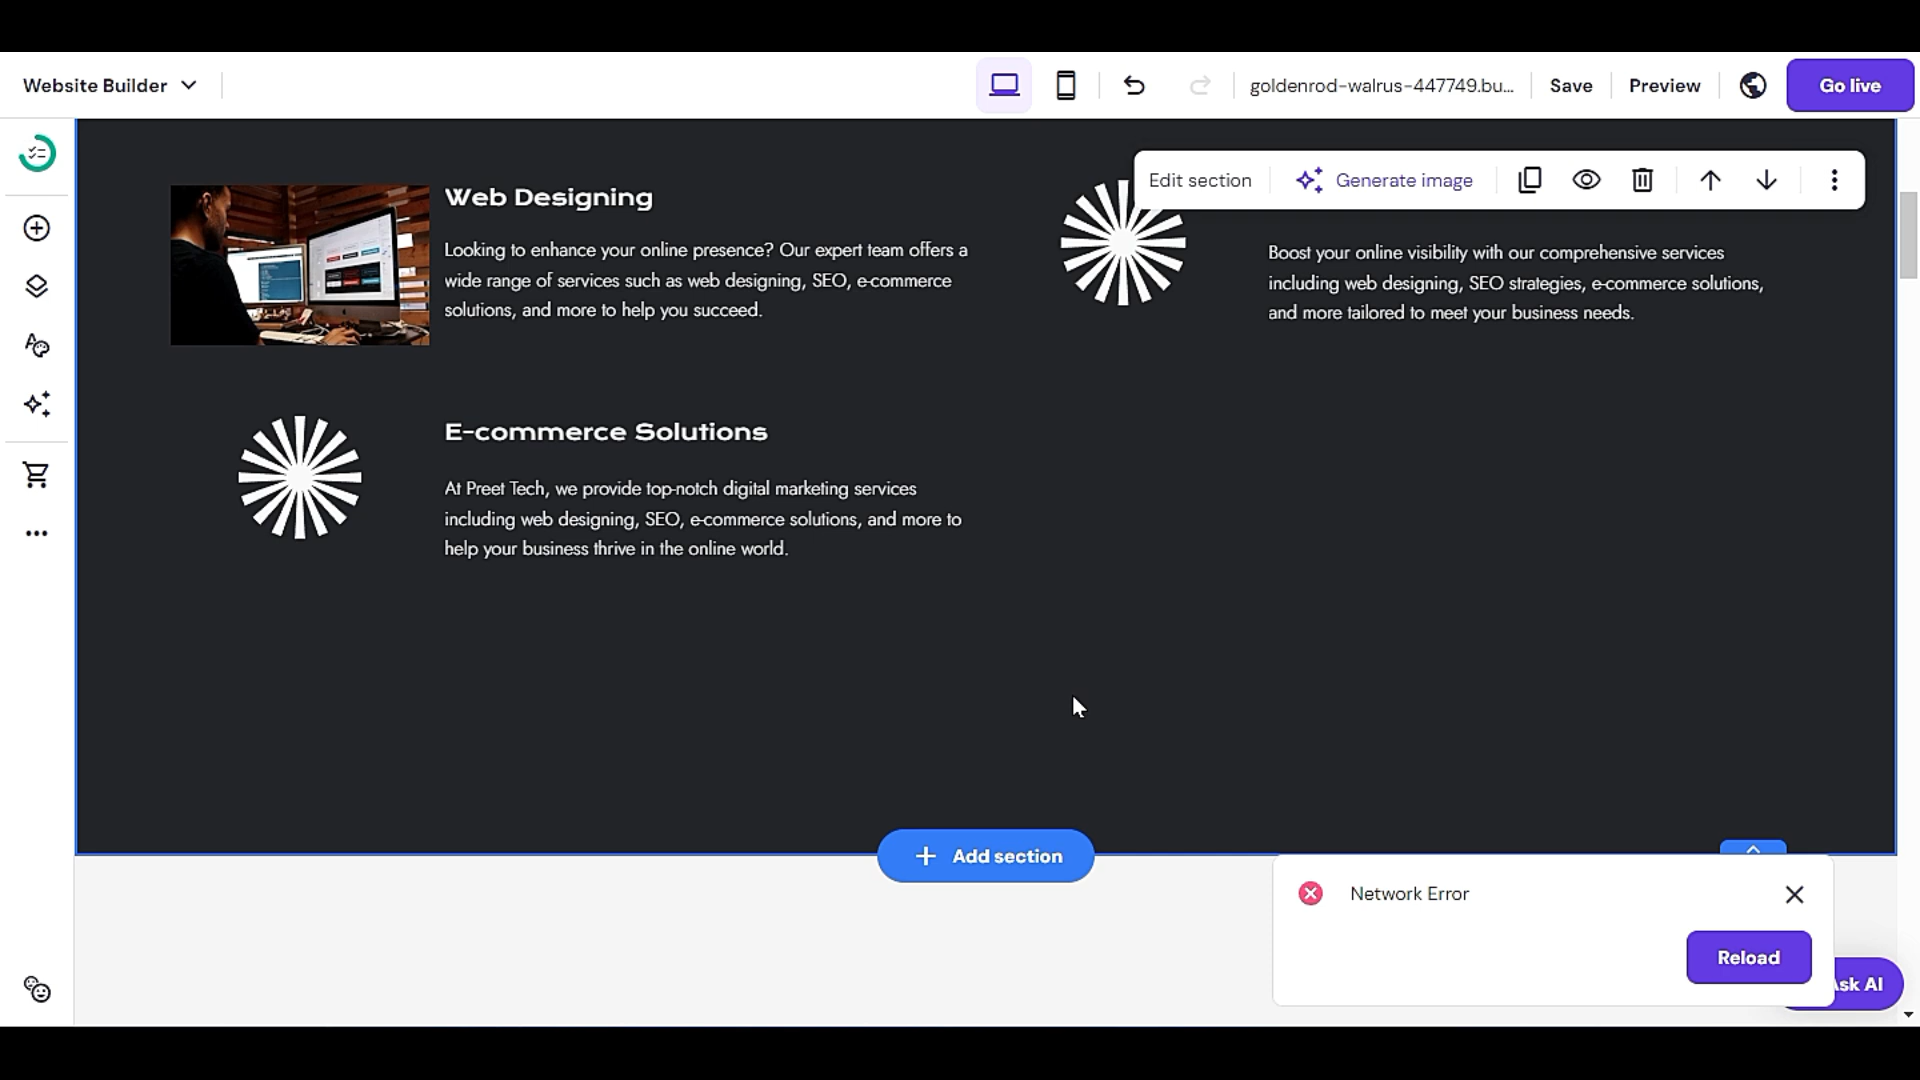 Website Builder
goldenrod-walrus-447749.bu...
Save
Preview
Go live
Edit section
Generate image
Web Designing
Looking to enhance your online presence? Our expert team offers a
wide range of services such as web designing, SEO, e-commerce
solutions, and more to help you succeed.
Boost your online visibility with our comprehensive services
including web designing, SEO strategies, e-commerce solutions,
and more tailored to meet your business needs.
E-commerce Solutions
At Preet Tech, we provide top-notch digital marketing services
including web designing, SEO, e-commerce solutions, and more to
help your business thrive in the online world.
Add section
Network Error
Reload
Ask AI